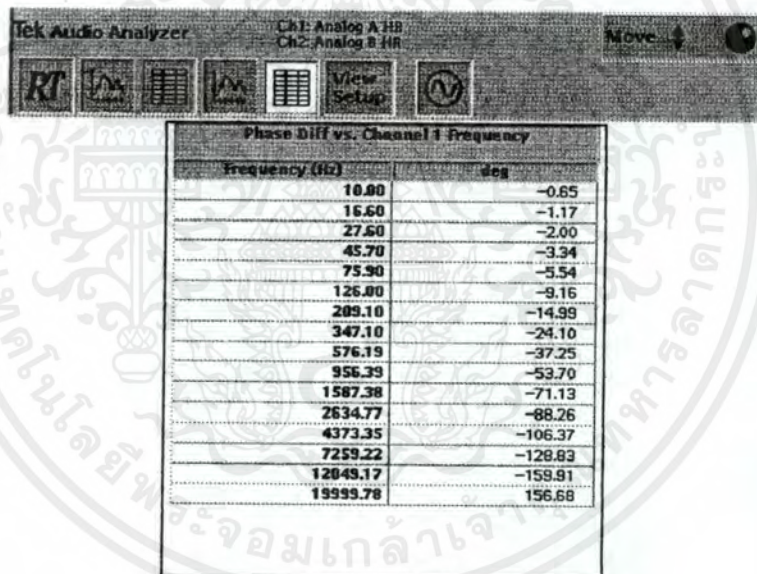 Tek Audio Analyzer
Ch1: Analog A HR
Ch2: Analog B HR
Move
RT
View
Setup
Phase Diff vs. Channel 1 Frequency
Frequency (Hz) deg
10.00 -0.65
16.60 -1.17
27.60 -2.00
45.70 -3.34
75.90 -5.54
126.00 -9.16
209.10 -14.99
347.10 -24.10
576.19 -37.25
956.39 -53.70
1587.38 -71.13
2634.77 -88.26
4373.35 -106.37
7259.22 -128.83
12049.17 -159.91
19999.78 156.68